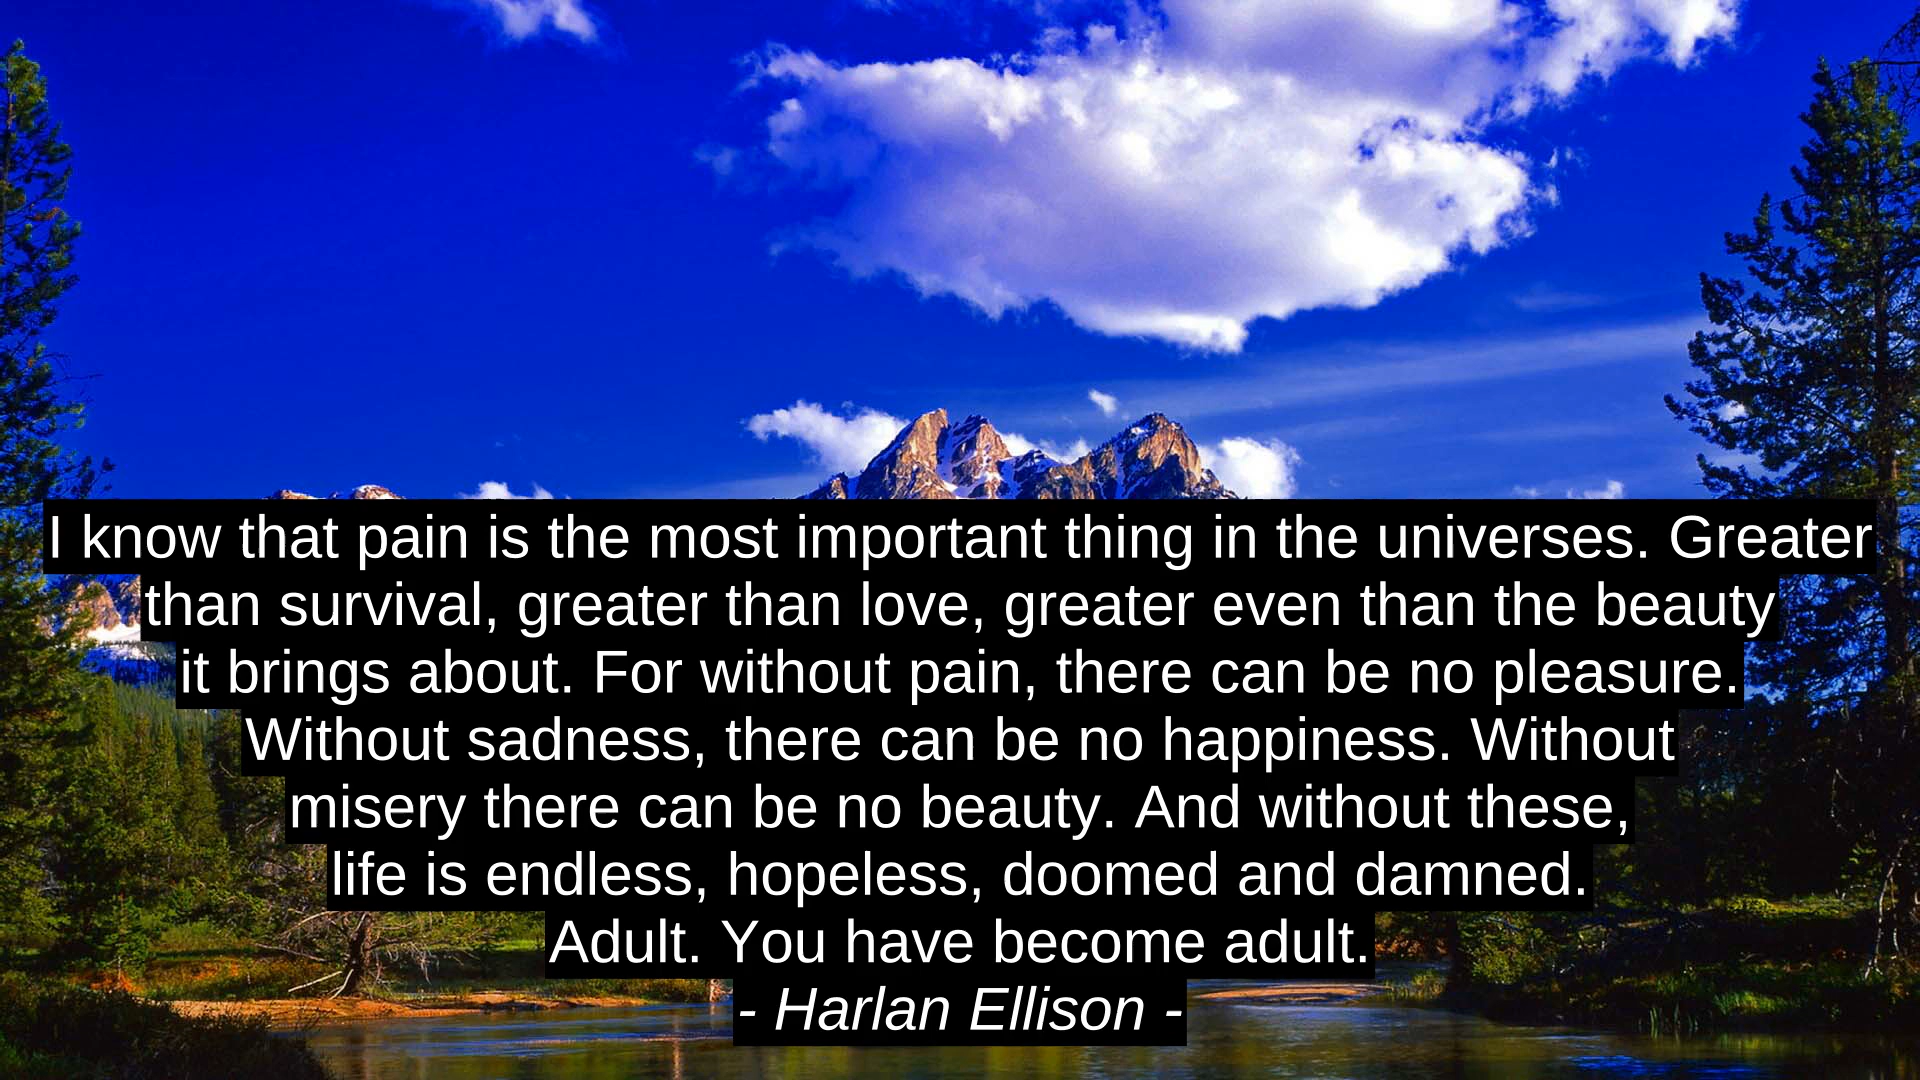 I know that pain is the most important thing in the universes. Greater
than survival, greater than love, greater even than the beauty
it brings about. For without pain, there can be no pleasure.
Without sadness, there can be no happiness. Without
misery there can be no beauty. And without these,
life is endless, hopeless, doomed and damned.
Adult. You have become adult.
- Harlan Ellison -